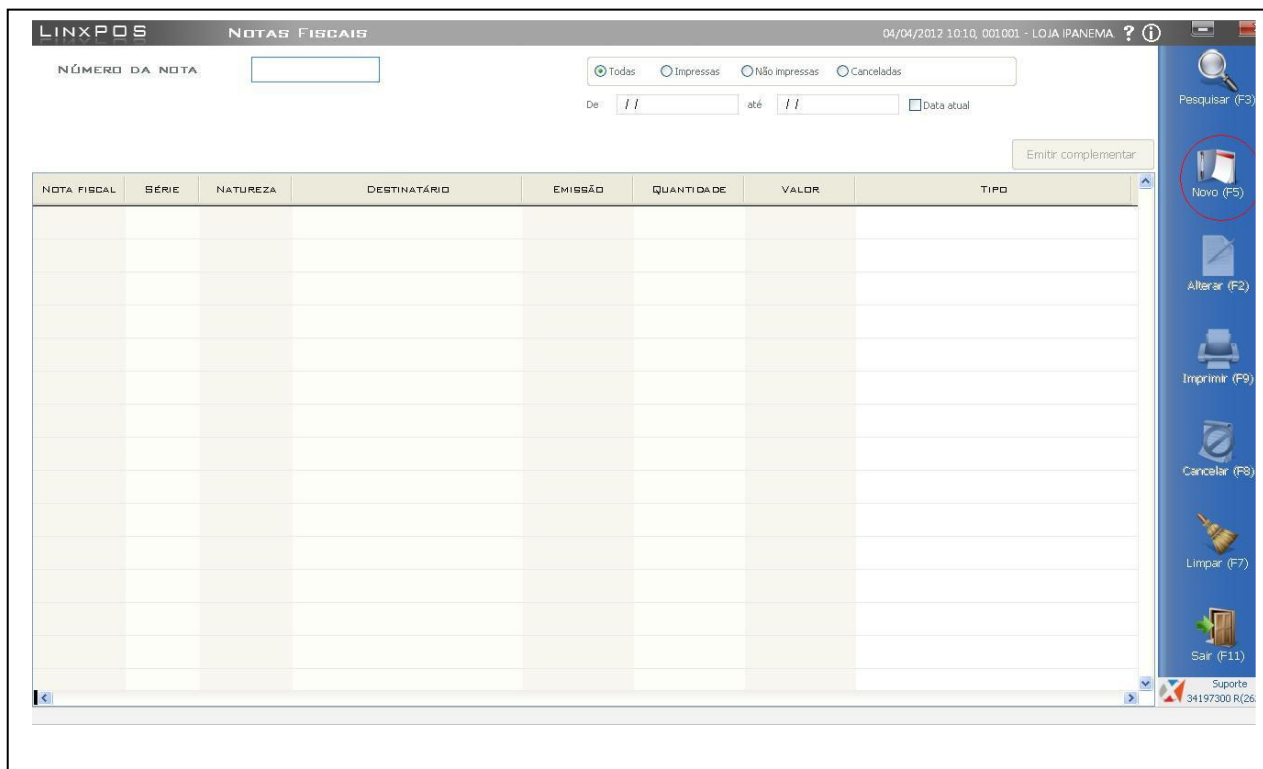 LINXPOS NOTAS FISCAIS 04/04/2012 10:10, 001001 - LOJA IPANEMA. ?
NÚMERO DA NOTA
Todas Impressas Não impressas Canceladas
De / / até / / Data atual
Emitir complementar
NOTA FISCAL SÉRIE NATUREZA DESTINATÁRIO EMISSÃO QUANTIDADE VALOR TIPO
Pesquisar (F3)
Novo (F5)
Alterar (F2)
Imprimir (F9)
Cancelar (F8)
Limpar (F7)
Sair (F11)
Suporte
34197300 R(26